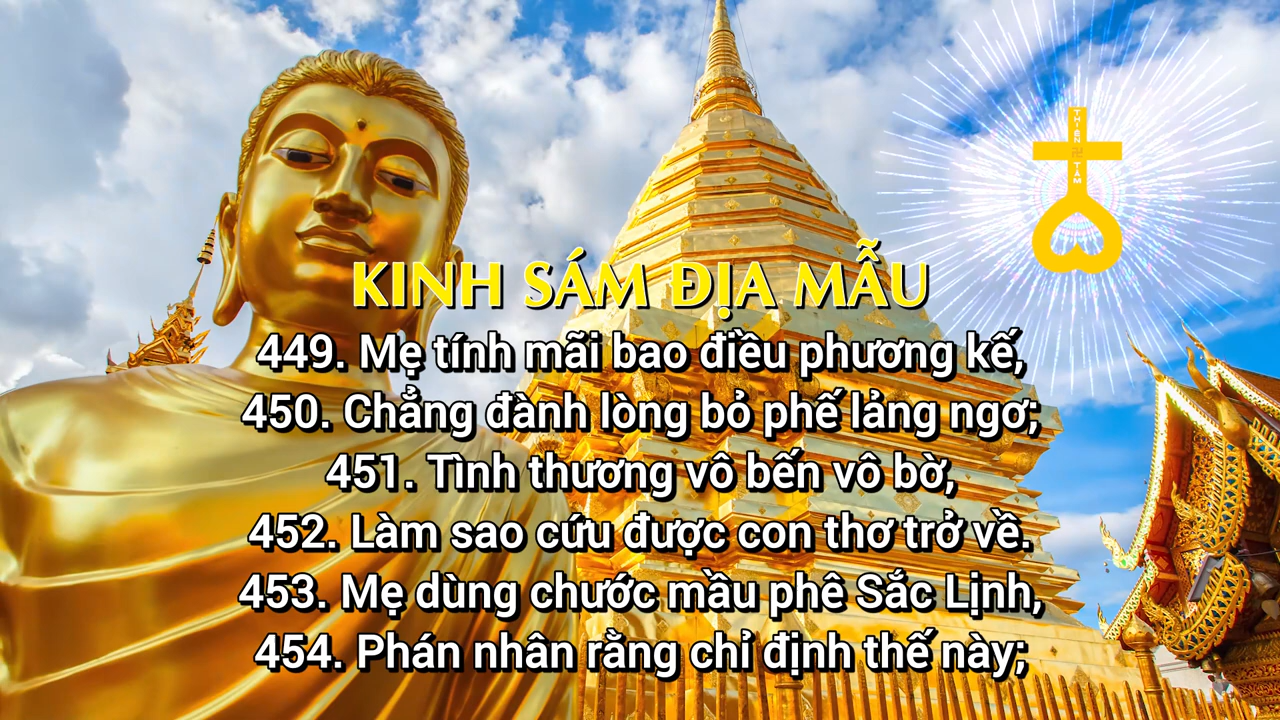 THIÊN
TÂM
KINH SÁM ĐỊA MẪU
449. Mẹ tính mãi bao điều phương kế,
450. Chẳng đành lòng bỏ phế lảng ngơ;
451. Tình thương vô bến vô bờ,
452. Làm sao cứu được con thơ trở về.
453. Mẹ dùng chước mầu phê Sắc Lịnh,
454. Phán nhân rằng chỉ định thế này;